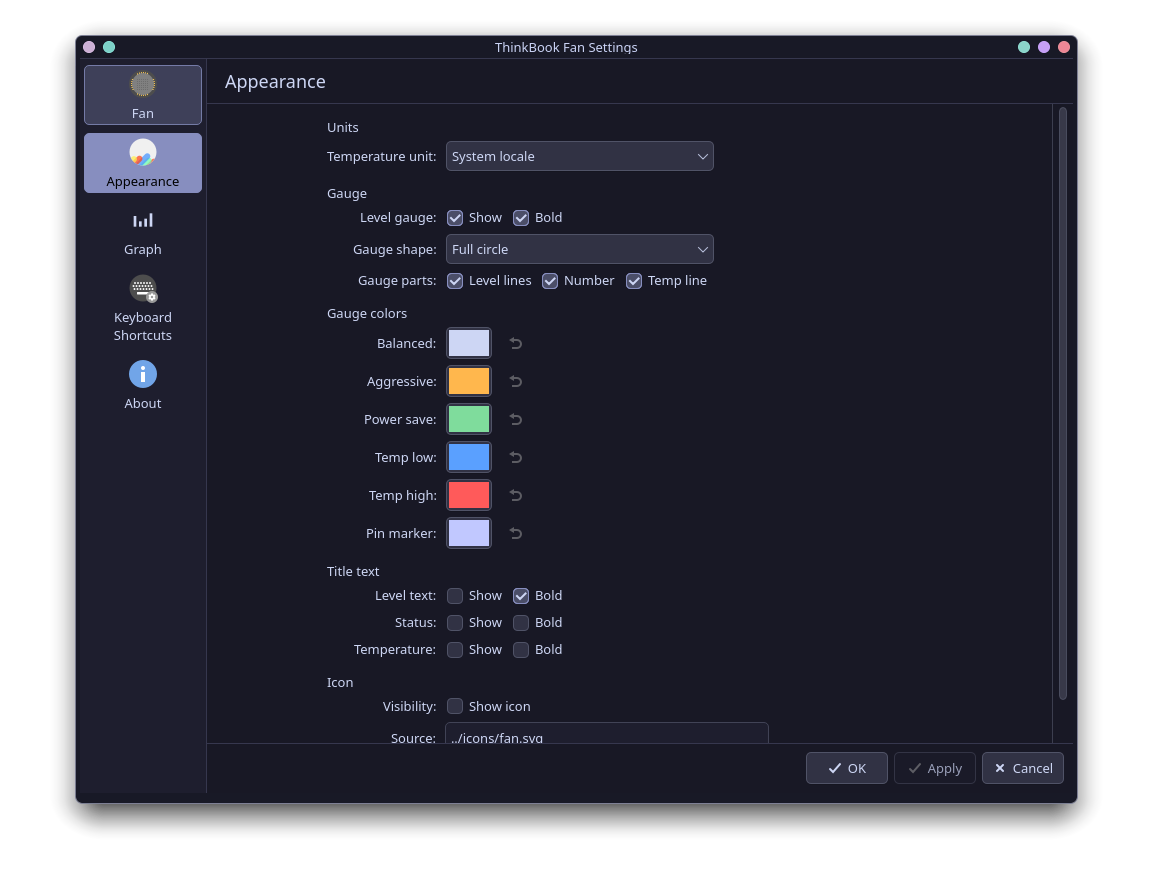 ThinkBook Fan Settings
Fan
Appearance
Graph
Keyboard
Shortcuts
About
Appearance
Units
Temperature unit: System locale
Gauge
Level gauge: Show Bold
Gauge shape: Full circle
Gauge parts: Level lines Number Temp line
Gauge colors
Balanced:
Aggressive:
Power save:
Temp low:
Temp high:
Pin marker:
Title text
Level text: Show Bold
Status: Show Bold
Temperature: Show Bold
Icon
Visibility: Show icon
Source: ../icons/fan.svg
OK Apply Cancel